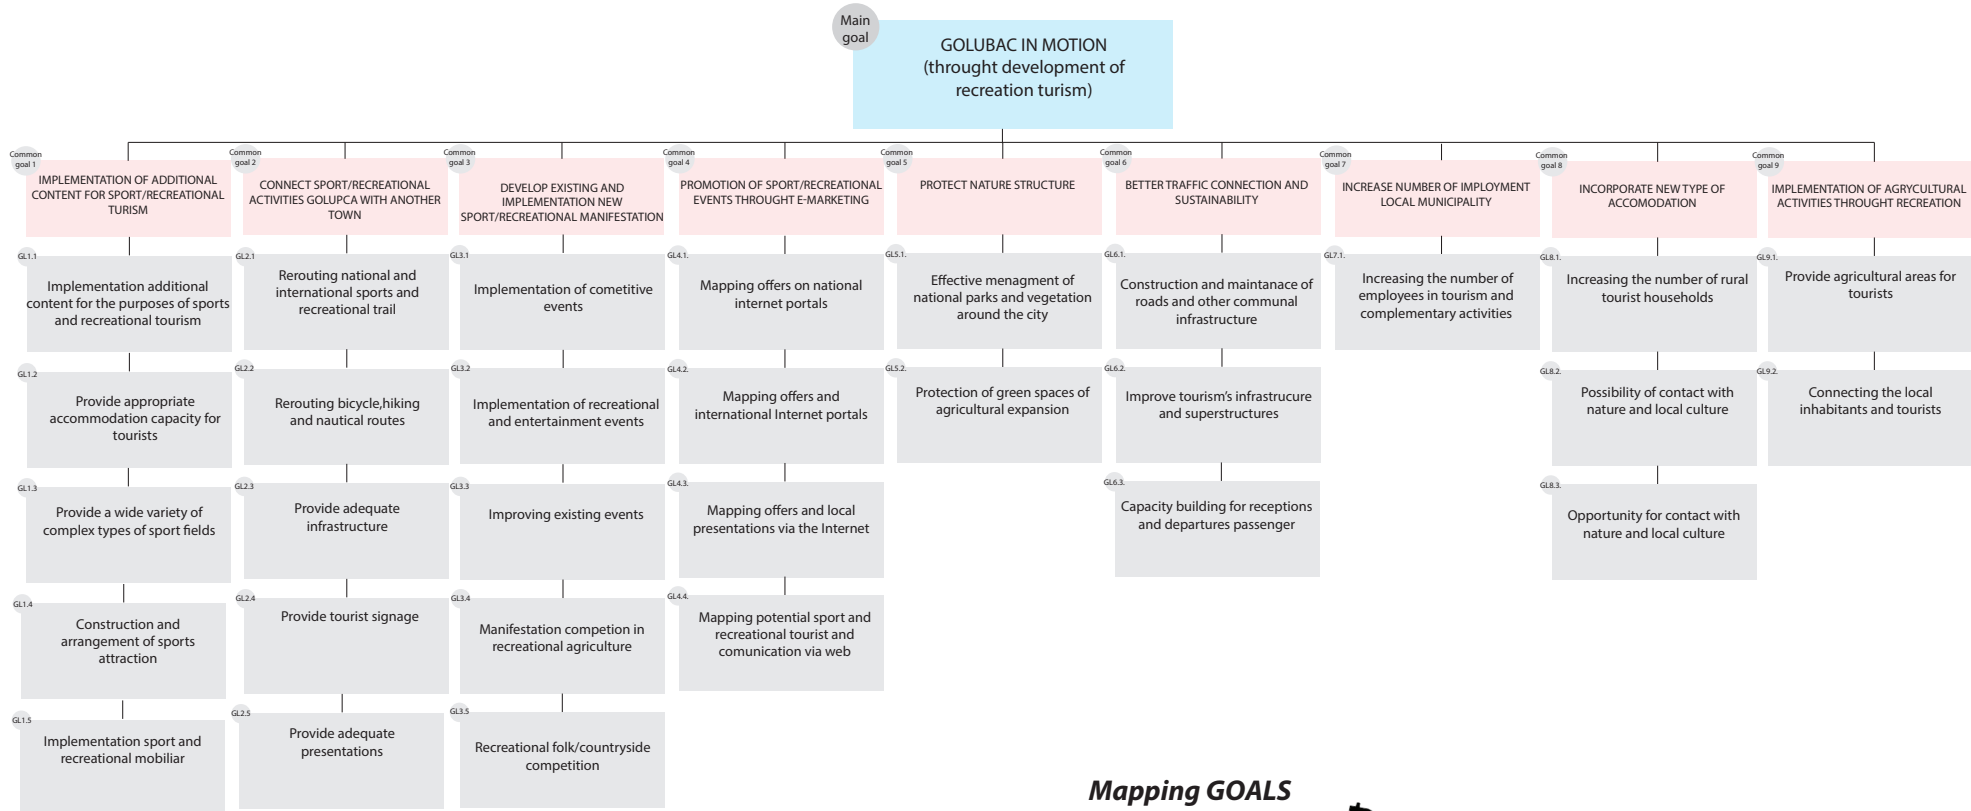 Main
goal
GOLUBAC IN MOTION
(throught development of
recreation turism)
Common
goal 1
IMPLEMENTATION OF ADDITIONAL
CONTENT FOR SPORT/RECREATIONAL
TURISM
GL1.1
Implementation additional
content for the purposes of sports
and recreational tourism
GL1.2
Provide appropriate
accommodation capacity for
tourists
GL1.3
Provide a wide variety of
complex types of sport fields
GL1.4
Construction and
arrangement of sports
attraction
GL1.5
Implementation sport and
recreational mobiliar
Common
goal 2
CONNECT SPORT/RECREATIONAL
ACTIVITIES GOLUPCA WITH ANOTHER
TOWN
GL2.1
Rerouting national and
international sports and
recreational trail
GL2.2
Rerouting bicycle,hiking
and nautical routes
GL2.3
Provide adequate
infrastructure
GL2.4
Provide tourist signage
GL2.5
Provide adequate
presentations
Common
goal 3
DEVELOP EXISTING AND
IMPLEMENTATION NEW
SPORT/RECREATIONAL MANIFESTATION
GL3.1
Implementation of cometitive
events
GL3.2
Implementation of recreational
and entertainment events
GL3.3
Improving existing events
GL3.4
Manifestation competion in
recreational agriculture
GL3.5
Recreational folk/countryside
competition
Common
goal 4
PROMOTION OF SPORT/RECREATIONAL
EVENTS THROUGHT E-MARKETING
GL4.1.
Mapping offers on national
internet portals
GL4.2.
Mapping offers and
international Internet portals
GL4.3.
Mapping offers and local
presentations via the Internet
GL4.4.
Mapping potential sport and
recreational tourist and
comunication via web
Common
goal 5
PROTECT NATURE STRUCTURE
GL5.1.
Effective menagment of
national parks and vegetation
around the city
GL5.2.
Protection of green spaces of
agricultural expansion
Common
goal 6
BETTER TRAFFIC CONNECTION AND
SUSTAINABILITY
GL6.1.
Construction and maintanace of
roads and other communal
infrastructure
GL6.2.
Improve tourism's infrastrucure
and superstructures
GL6.3.
Capacity building for receptions
and departures passenger
Common
goal 7
INCREASE NUMBER OF IMPLOYMENT
LOCAL MUNICIPALITY
GL7.1.
Increasing the number of
employees in tourism and
complementary activities
Common
goal 8
INCORPORATE NEW TYPE OF
ACCOMODATION
GL8.1.
Increasing the number of rural
tourist households
GL8.2.
Possibility of contact with
nature and local culture
GL8.3.
Opportunity for contact with
nature and local culture
Common
goal 9
IMPLEMENTATION OF AGRYCULTURAL
ACTIVITIES THROUGHT RECREATION
GL9.1.
Provide agricultural areas for
tourists
GL9.2.
Connecting the local
inhabitants and tourists
Mapping GOALS